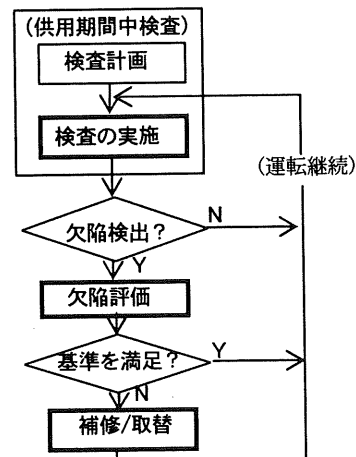 (供用期間中検査)
検査計画
検査の実施
(運転継続)
欠陥検出？
N
Y
欠陥評価
基準を満足？
Y
N
補修/取替